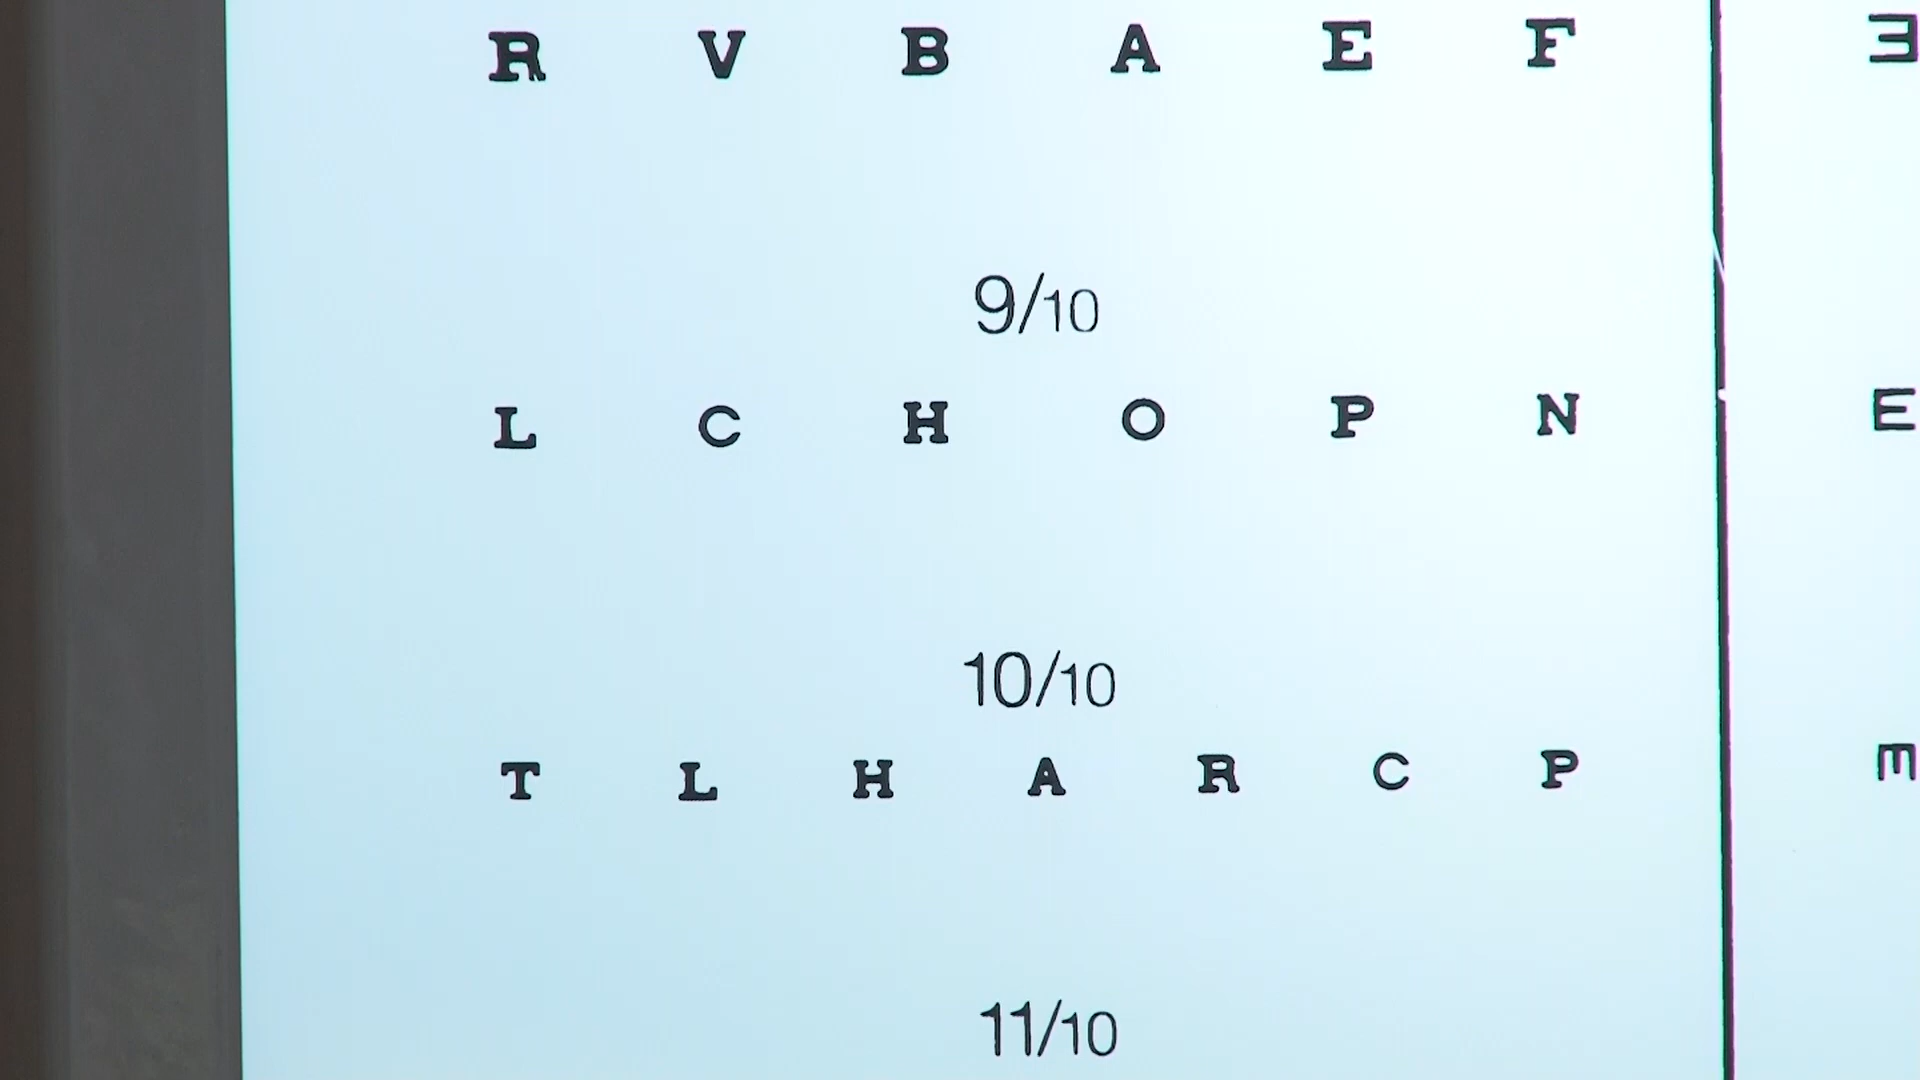 R V B A E F E
9/10
L C H O P N E
10/10
T L H A R C P E
11/10